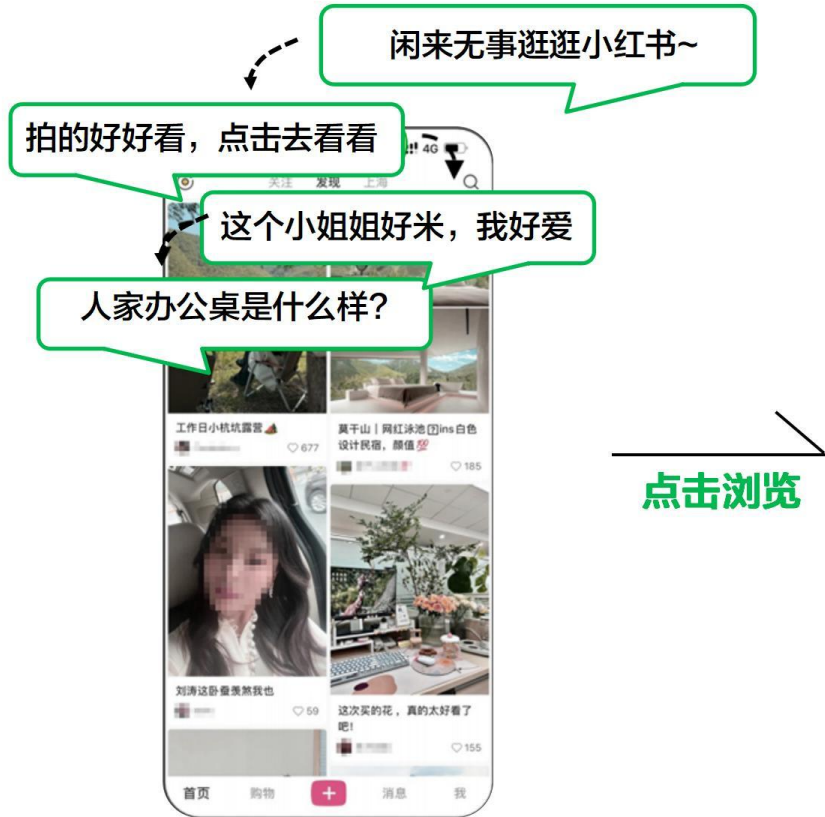 闲来无事逛逛小红书~
拍的好好看，点击去看看
4G
关注 发现 上海
这个小姐姐好米，我好爱
人家办公桌是什么样？
工作日小杭坑露营
677
莫干山｜网红泳池?ins白色
设计民宿，颜值💯
185
点击浏览
刘涛这卧蚕羡煞我也
59
这次买的花，真的太好看了
吧！
155
首页 购物 + 消息 我